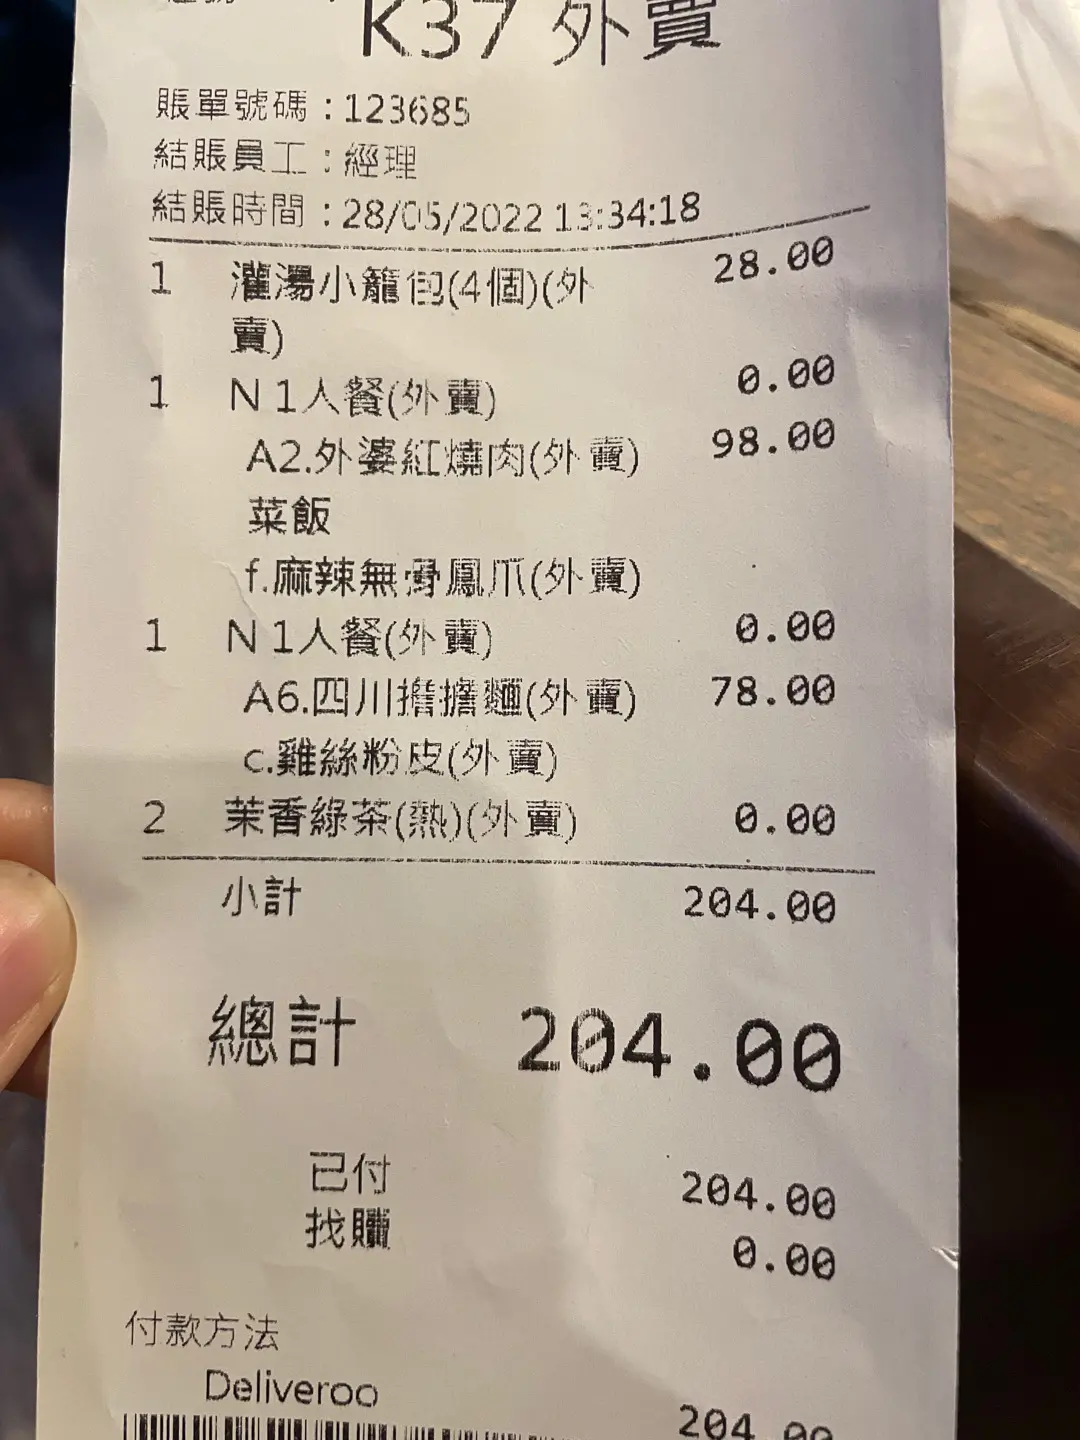 K37 外賣
賬單號碼：123685
結賬員工：經理
結賬時間：28/05/2022 13:34:18
1 灌湯小籠包(4個)(外 28.00
賣)
1 N 1人餐(外賣) 0.00
A2.外婆紅燒肉(外賣) 98.00
菜飯
f.麻辣無骨鳳爪(外賣)
1 N 1人餐(外賣) 0.00
A6.四川擔擔麵(外賣) 78.00
c.雞絲粉皮(外賣)
2 茉香綠茶(熱)(外賣) 0.00
小計 204.00
總計 204.00
已付 204.00
找贖 0.00
付款方法
Deliveroo 204.00